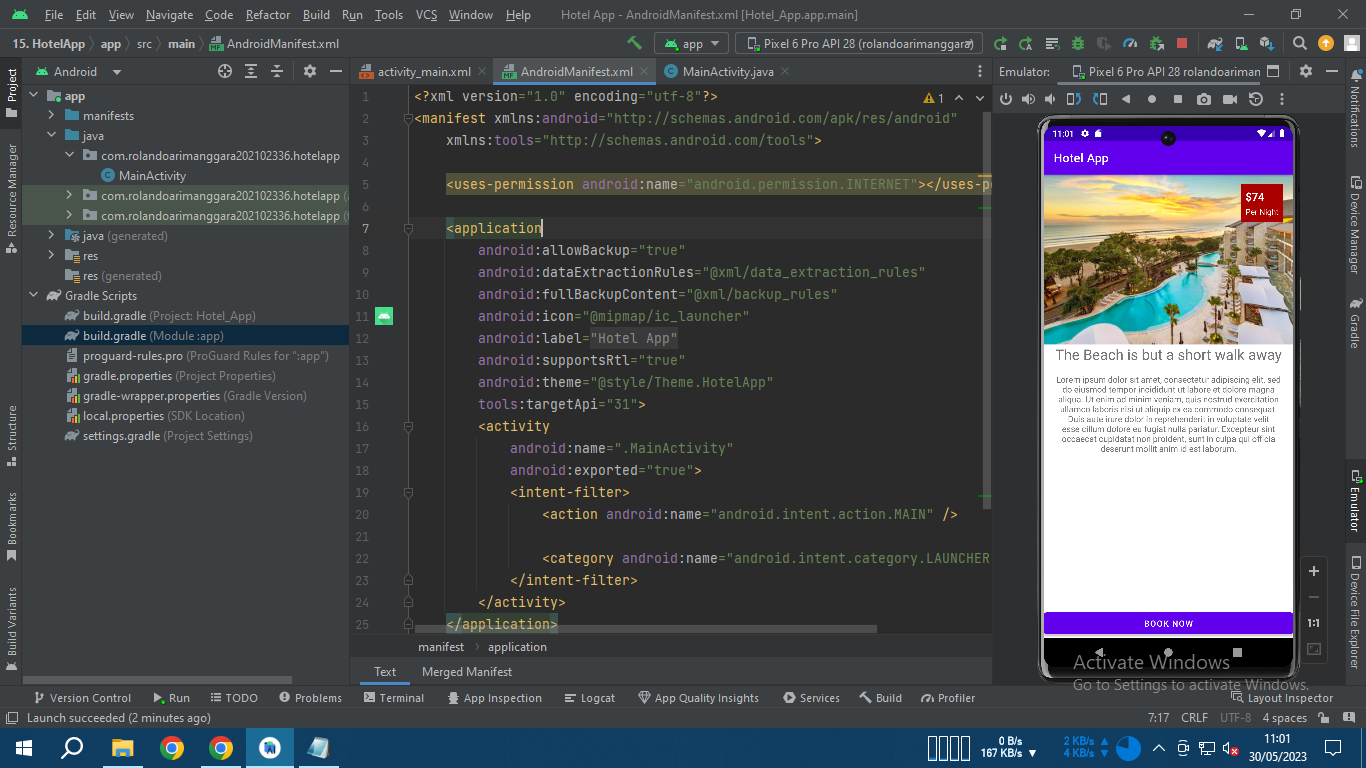 File Edit View Navigate Code Refactor Build Run Tools VCS Window Help Hotel App - AndroidManifest.xml [Hotel_App.app.main]
15. HotelApp app src main AndroidManifest.xml app Pixel 6 Pro API 28 (rolandoarimanggara)
Project
Resource Manager
Structure
Bookmarks
Build Variants
Android
app
manifests
java
com.rolandoarimanggara202102336.hotelapp
MainActivity
com.rolandoarimanggara202102336.hotelapp
com.rolandoarimanggara202102336.hotelapp
java (generated)
res
res (generated)
Gradle Scripts
build.gradle (Project: Hotel_App)
build.gradle (Module :app)
proguard-rules.pro (ProGuard Rules for ":app")
gradle.properties (Project Properties)
gradle-wrapper.properties (Gradle Version)
local.properties (SDK Location)
settings.gradle (Project Settings)
activity_main.xml AndroidManifest.xml MainActivity.java
1 <?xml version="1.0" encoding="utf-8"?> 1
2 <manifest xmlns:android="http://schemas.android.com/apk/res/android"
3 xmlns:tools="http://schemas.android.com/tools">
4
5 <uses-permission android:name="android.permission.INTERNET"></uses-p
6
7 <application
8 android:allowBackup="true"
9 android:dataExtractionRules="@xml/data_extraction_rules"
10 android:fullBackupContent="@xml/backup_rules"
11 android:icon="@mipmap/ic_launcher"
12 android:label="Hotel App"
13 android:supportsRtl="true"
14 android:theme="@style/Theme.HotelApp"
15 tools:targetApi="31">
16 <activity
17 android:name=".MainActivity"
18 android:exported="true">
19 <intent-filter>
20 <action android:name="android.intent.action.MAIN" />
21
22 <category android:name="android.intent.category.LAUNCHER
23 </intent-filter>
24 </activity>
25 </application>
manifest application
Text Merged Manifest
Emulator: Pixel 6 Pro API 28 rolandoariman
11:01
Hotel App
$74
Per Night
The Beach is but a short walk away
Lorem ipsum dolor sit amet, consectetur adipiscing elit, sed
do eiusmod tempor incididunt ut labore et dolore magna
aliqua. Ut enim ad minim veniam, quis nostrud exercitation
ullamco laboris nisi ut aliquip ex ea commodo consequat.
Duis aute irure dolor in reprehenderit in voluptate velit
esse cillum dolore eu fugiat nulla pariatur. Excepteur sint
occaecat cupidatat non proident, sunt in culpa qui officia
deserunt mollit anim id est laborum.
BOOK NOW
1:1
Notifications
Device Manager
Gradle
Emulator
Device File Explorer
Activate Windows
Go to Settings to activate Windows.
Version Control Run TODO Problems Terminal App Inspection Logcat App Quality Insights Services Build Profiler Layout Inspector
Launch succeeded (2 minutes ago) 7:17 CRLF UTF-8 4 spaces
0 B/s
167 KB/s
2 KB/s
4 KB/s
11:01
30/05/2023